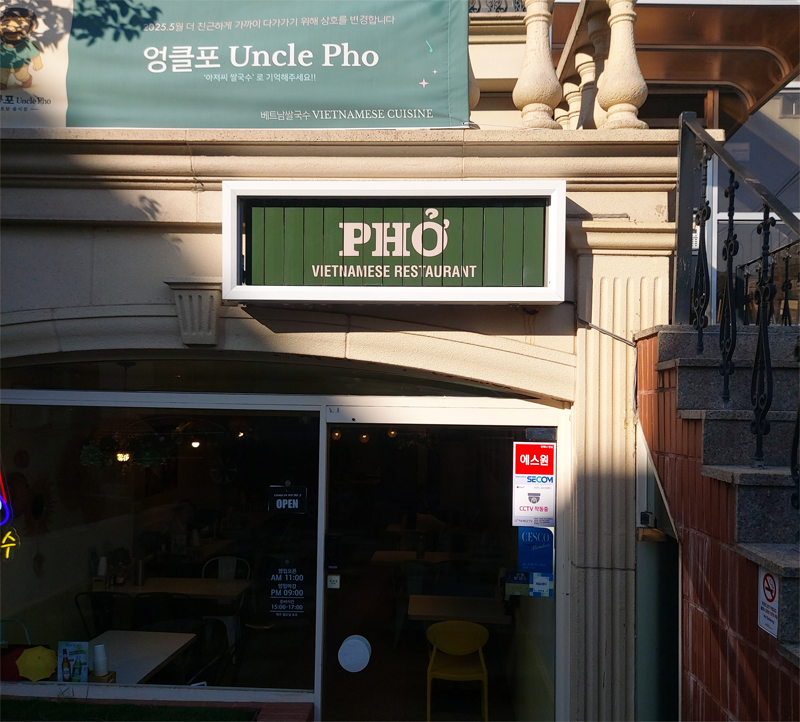 2025.5월 더 친근하게 가까이 다가가기 위해 상호를 변경합니다
엉클포 Uncle Pho
'아저씨 쌀국수' 로 기억해주세요!!
Uncle Pho
베트남쌀국수 VIETNAMESE CUISINE
PHỞ
VIETNAMESE RESTAURANT
에스원
SECOM
CCTV 작동중
CESCO
OPEN
영업오픈
AM 11:00
영업마감
PM 09:00
15:00-17:00
수